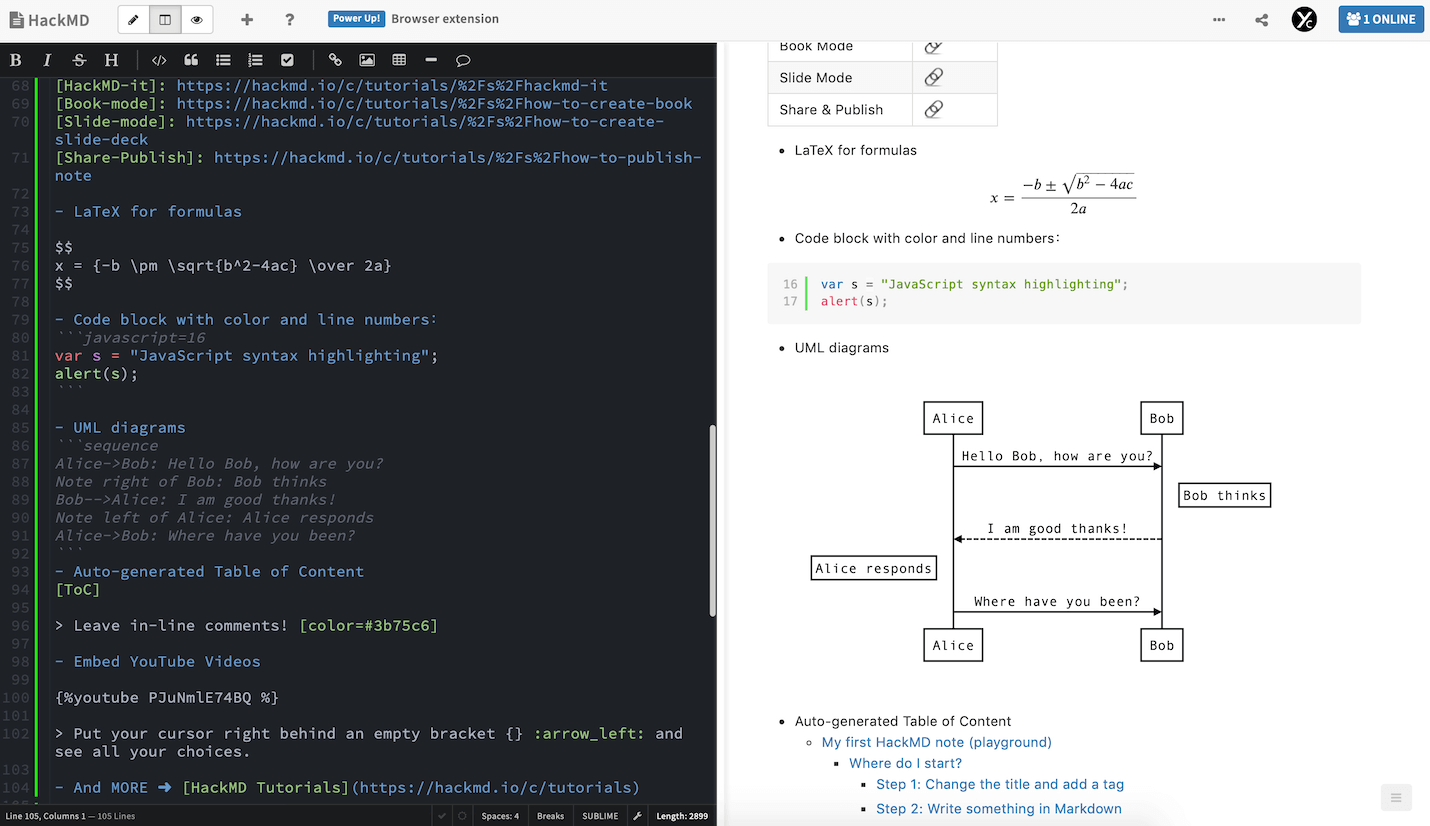 HackMD
Power Up! Browser extension
1 ONLINE
B I S H
68 [HackMD-it]: https://hackmd.io/c/tutorials/%2Fs%2Fhackmd-it
69 [Book-mode]: https://hackmd.io/c/tutorials/%2Fs%2Fhow-to-create-book
70 [Slide-mode]: https://hackmd.io/c/tutorials/%2Fs%2Fhow-to-create-
slide-deck
71 [Share-Publish]: https://hackmd.io/c/tutorials/%2Fs%2Fhow-to-publish-
note
72
73 - LaTeX for formulas
74
75 $$
76 x = {-b \pm \sqrt{b^2-4ac} \over 2a}
77 $$
78
79 - Code block with color and line numbers:
80 ```javascript=16
81 var s = "JavaScript syntax highlighting";
82 alert(s);
83 ```
84
85 - UML diagrams
86 ```sequence
87 Alice->Bob: Hello Bob, how are you?
88 Note right of Bob: Bob thinks
89 Bob-->Alice: I am good thanks!
90 Note left of Alice: Alice responds
91 Alice->Bob: Where have you been?
92 ```
93 - Auto-generated Table of Content
94 [ToC]
95
96 > Leave in-line comments! [color=#3b75c6]
97
98 - Embed YouTube Videos
99
100 {%youtube PJuNmlE74BQ %}
101
102 > Put your cursor right behind an empty bracket {} :arrow_left: and
see all your choices.
103
104 - And MORE ➜ [HackMD Tutorials](https://hackmd.io/c/tutorials)
Line 105, Columns 1 — 105 Lines
Spaces: 4 Breaks SUBLIME Length: 2899
Book Mode
Slide Mode
Share & Publish
• LaTeX for formulas
x = −b ± √b² − 4ac
2a
• Code block with color and line numbers:
16 var s = "JavaScript syntax highlighting";
17 alert(s);
• UML diagrams
Alice Bob
Hello Bob, how are you?
Bob thinks
I am good thanks!
Alice responds
Where have you been?
Alice Bob
• Auto-generated Table of Content
My first HackMD note (playground)
Where do I start?
Step 1: Change the title and add a tag
Step 2: Write something in Markdown